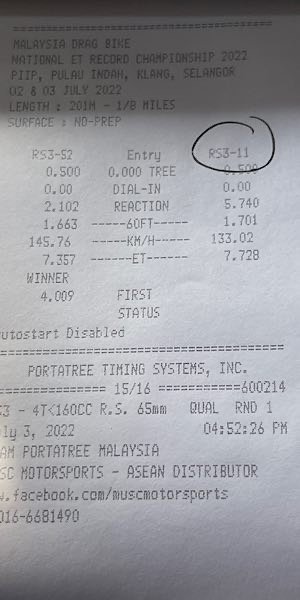 MALAYSIA DRAG BIKE
NATIONAL ET RECORD CHAMPIONSHIP 2022
PIIP, PULAU INDAH, KLANG, SELANGOR
02 & 03 JULY 2022
LENGTH : 201M - 1/8 MILES
SURFACE : NO-PREP
RS3-52 Entry RS3-11
0.500 0.000 TREE 0.500
0.00 DIAL-IN 0.00
2.102 REACTION 5.740
1.663 -----60FT----- 1.701
145.76 -----KM/H----- 133.02
7.357 ------ET------ 7.728
WINNER
4.009 FIRST
STATUS
utostart Disabled
PORTATREE TIMING SYSTEMS, INC.
============== 15/16 ===========600214
3 - 4T<160CC R.S. 65mm QUAL RND 1
ly 3, 2022 04:52:26 PM
AM PORTATREE MALAYSIA
SC MOTORSPORTS - ASEAN DISTRIBUTOR
w.facebook.com/muscmotorsports
016-6681490